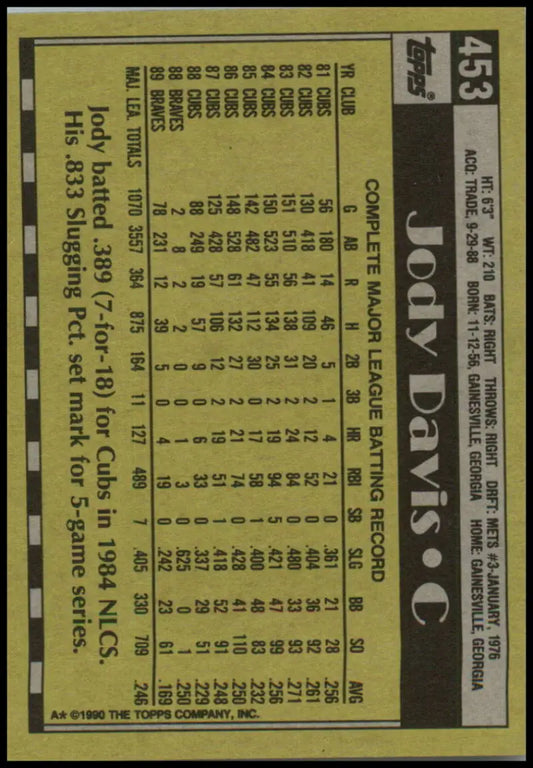 453
HT: 6'3" WT: 210 BATS: RIGHT THROWS: RIGHT DRFT: METS #3-JANUARY, 1976
ACQ: TRADE, 9-29-88 BORN: 11-12-56, GAINESVILLE, GEORGIA HOME: GAINESVILLE, GEORGIA
topps®
Jody Davis • C
COMPLETE MAJOR LEAGUE BATTING RECORD
YR CLUB G AB R H 2B 3B HR RBI SB SLG BB SO AVG
81 CUBS 56 180 14 46 5 1 4 21 0 .361 21 28 .256
82 CUBS 130 418 41 109 20 2 12 52 0 .404 36 92 .261
83 CUBS 151 510 56 138 31 2 24 84 0 .480 33 93 .271
84 CUBS 150 523 55 134 25 2 19 94 5 .421 47 99 .256
85 CUBS 142 482 47 112 30 0 17 58 1 .400 48 83 .232
86 CUBS 148 528 61 132 27 2 21 74 0 .428 41 110 .250
87 CUBS 125 428 57 106 12 2 19 51 1 .418 52 91 .248
88 CUBS 88 249 19 57 9 0 6 33 0 .337 29 51 .229
88 BRAVES 2 8 2 2 0 0 1 3 0 .625 0 1 .250
89 BRAVES 78 231 12 39 5 0 4 19 0 .242 23 61 .169
MAJ. LEA. TOTALS 1070 3557 364 875 164 11 127 489 7 .405 330 709 .246
Jody batted .389 (7-for-18) for Cubs in 1984 NLCS.
His .833 Slugging Pct. set mark for 5-game series.
A* ©1990 THE TOPPS COMPANY, INC.